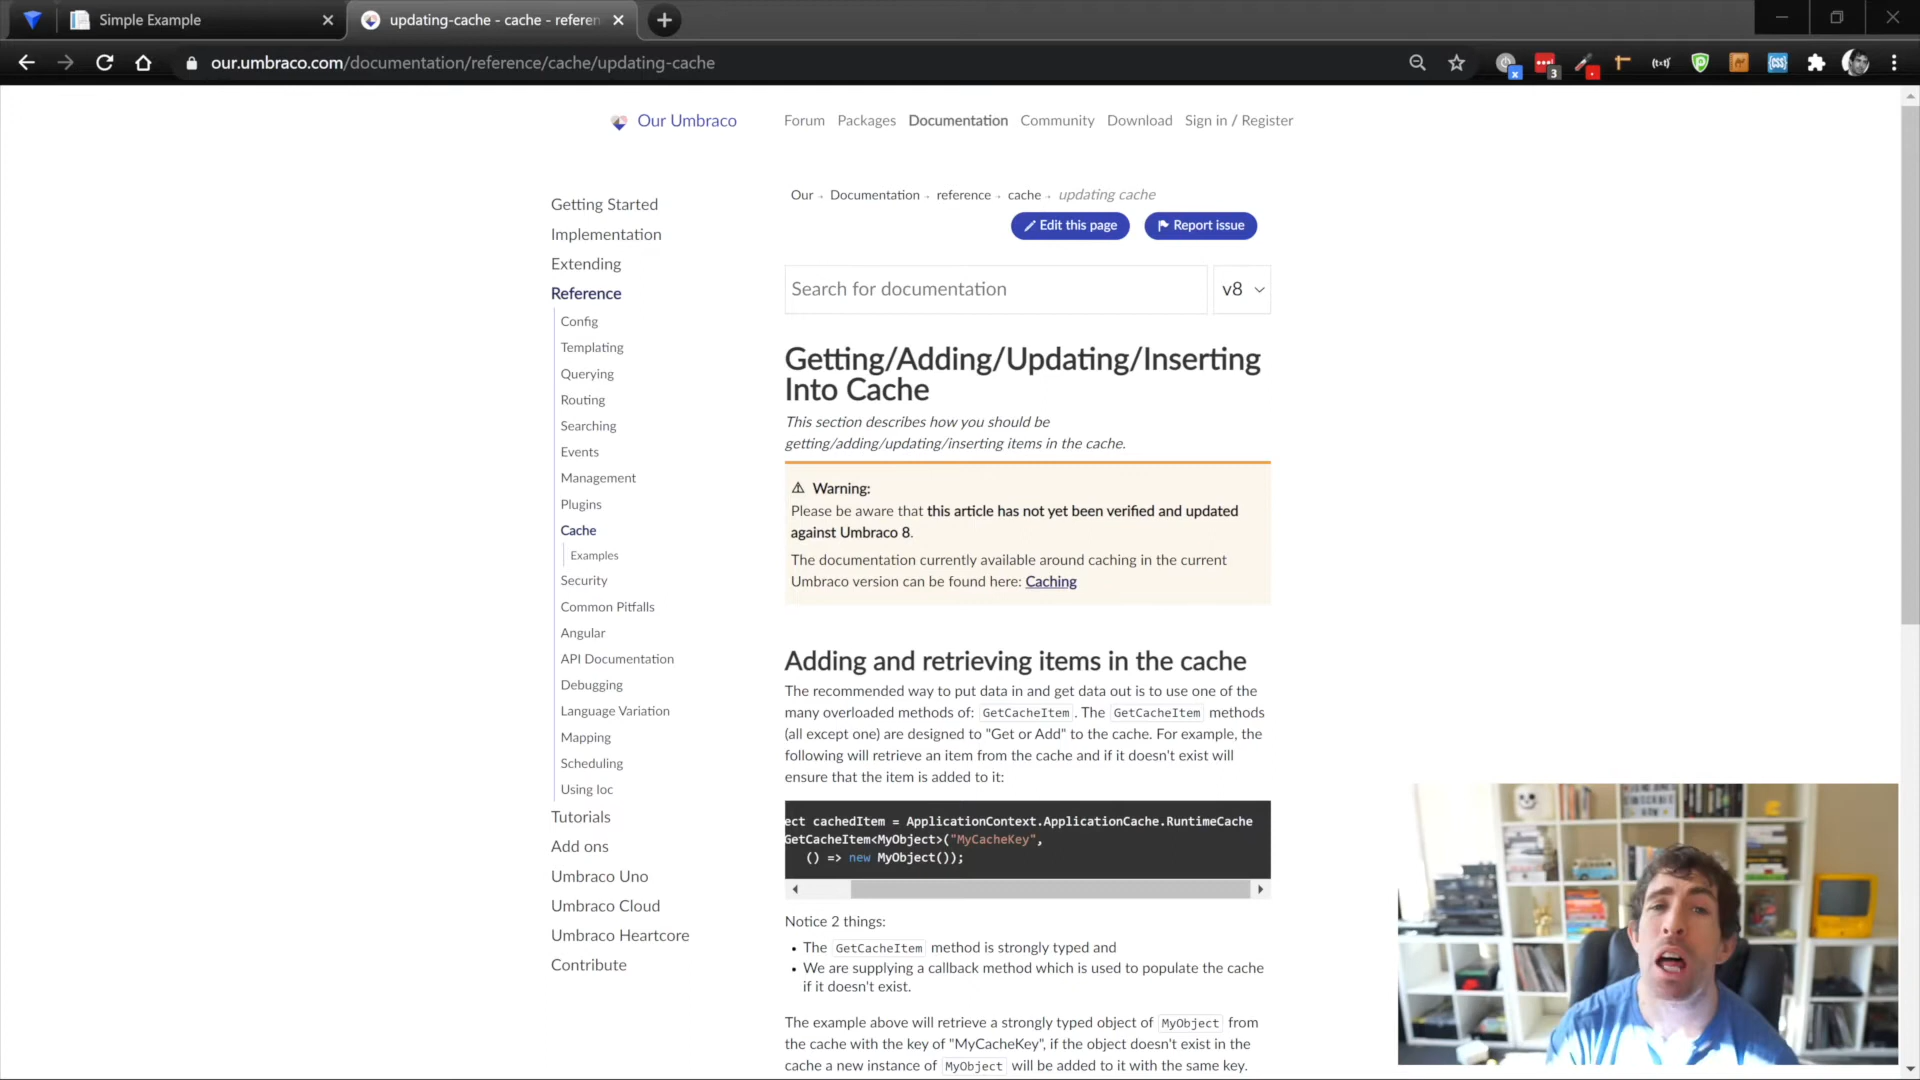 Simple Example
updating-cache - cache - referen
our.umbraco.com/documentation/reference/cache/updating-cache
3
{txt}
{CSS}
Our Umbraco
Forum Packages Documentation Community Download Sign in / Register
Our Documentation reference cache updating cache
Edit this page Report issue
Search for documentation v8
Getting Started
Implementation
Extending
Reference
Config
Templating
Querying
Routing
Searching
Events
Management
Plugins
Cache
Examples
Security
Common Pitfalls
Angular
API Documentation
Debugging
Language Variation
Mapping
Scheduling
Using Ioc
Tutorials
Add ons
Umbraco Uno
Umbraco Cloud
Umbraco Heartcore
Contribute
Getting/Adding/Updating/Inserting
Into Cache
This section describes how you should be
getting/adding/updating/inserting items in the cache.
Warning:
Please be aware that this article has not yet been verified and updated
against Umbraco 8.
The documentation currently available around caching in the current
Umbraco version can be found here: Caching
Adding and retrieving items in the cache
The recommended way to put data in and get data out is to use one of the
many overloaded methods of: GetCacheItem. The GetCacheItem methods
(all except one) are designed to "Get or Add" to the cache. For example, the
following will retrieve an item from the cache and if it doesn't exist will
ensure that the item is added to it:
ect cachedItem = ApplicationContext.ApplicationCache.RuntimeCache
GetCacheItem<MyObject>("MyCacheKey",
() => new MyObject());
Notice 2 things:
• The GetCacheItem method is strongly typed and
• We are supplying a callback method which is used to populate the cache
if it doesn't exist.
The example above will retrieve a strongly typed object of MyObject from
the cache with the key of "MyCacheKey", if the object doesn't exist in the
cache a new instance of MyObject will be added to it with the same key.